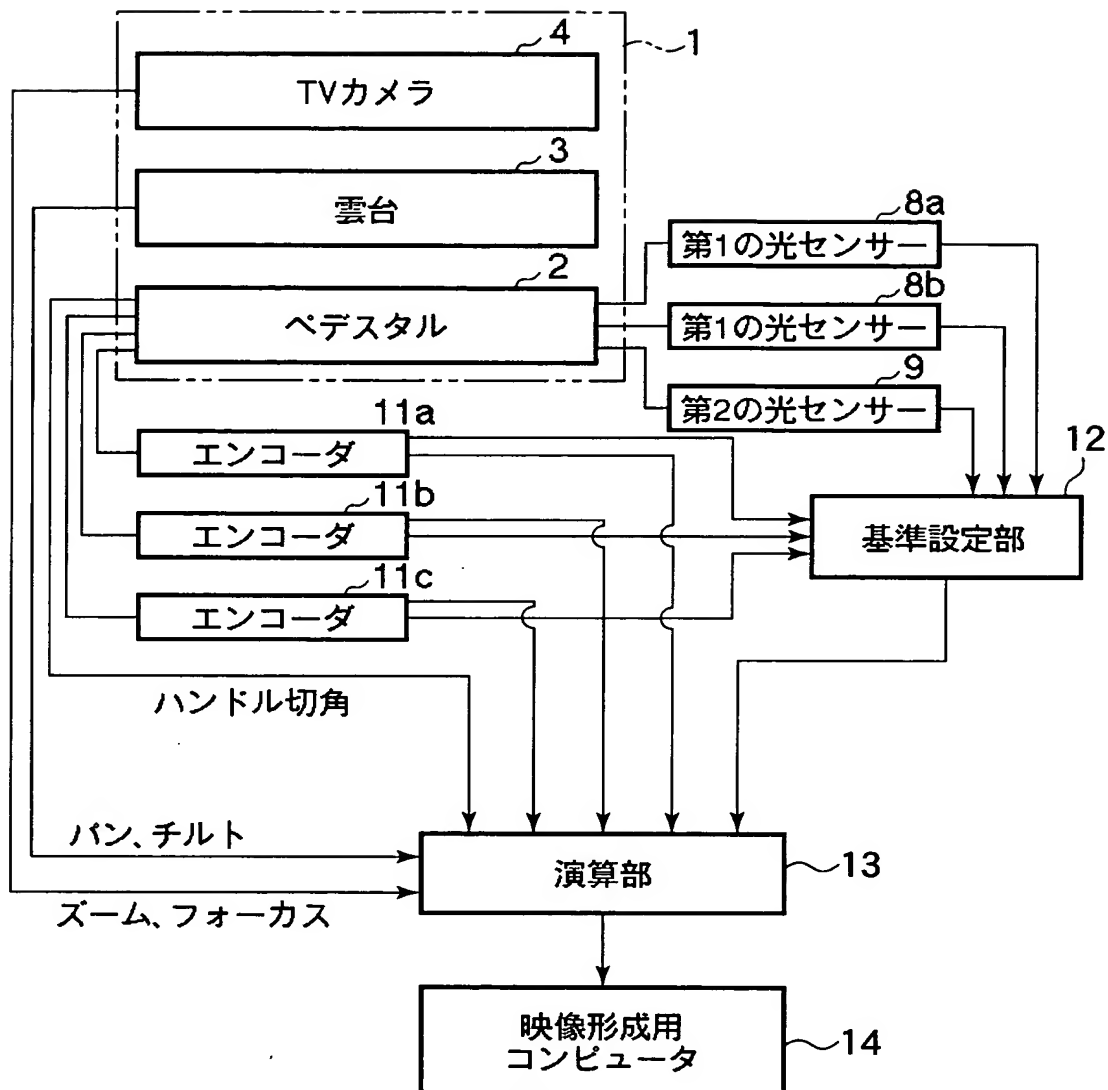 4
1
TVカメラ
3
雲台
8a
第1の光センサー
2
8b
ペデスタル
第1の光センサー
9
第2の光センサー
11a
12
エンコーダ
11b
エンコーダ
基準設定部
11c
エンコーダ
ハンドル切角
パン、チルト
演算部
13
ズーム、フォーカス
映像形成用
コンピュータ
14